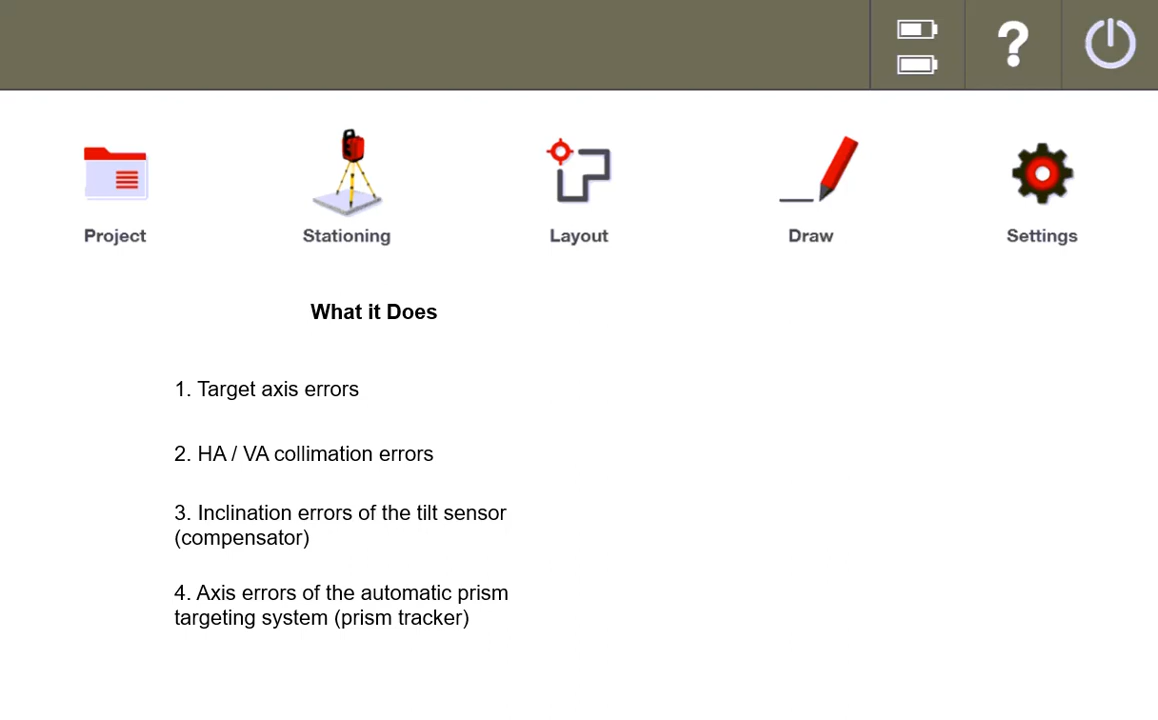 ?
Project
Stationing
Layout
Draw
Settings
What it Does
1. Target axis errors
2. HA / VA collimation errors
3. Inclination errors of the tilt sensor
(compensator)
4. Axis errors of the automatic prism
targeting system (prism tracker)